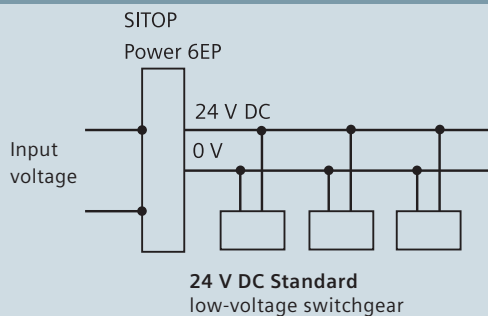 SITOP
Power 6EP
24 V DC
0 V
Input
voltage
24 V DC Standard
low-voltage switchgear